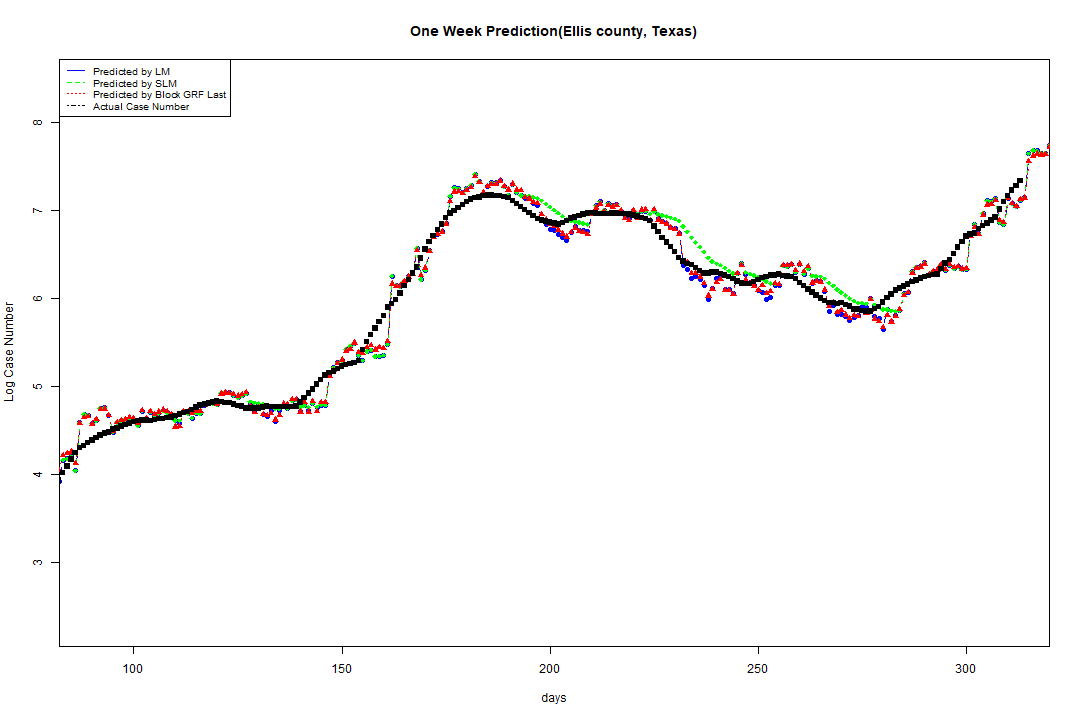 One Week Prediction(Ellis county, Texas)
Predicted by LM
Predicted by SLM
Predicted by Block GRF Last
Actual Case Number
8
7
6
5
4
3
Log Case Number
100 150 200 250 300
days